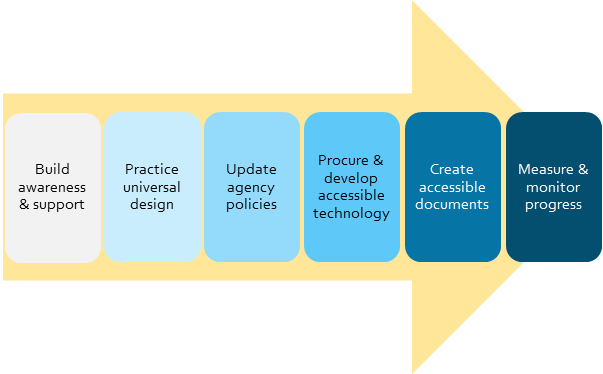 Build
awareness
& support
Practice
universal
design
Update
agency
policies
Procure &
develop
accessible
technology
Create
accessible
documents
Measure &
monitor
progress